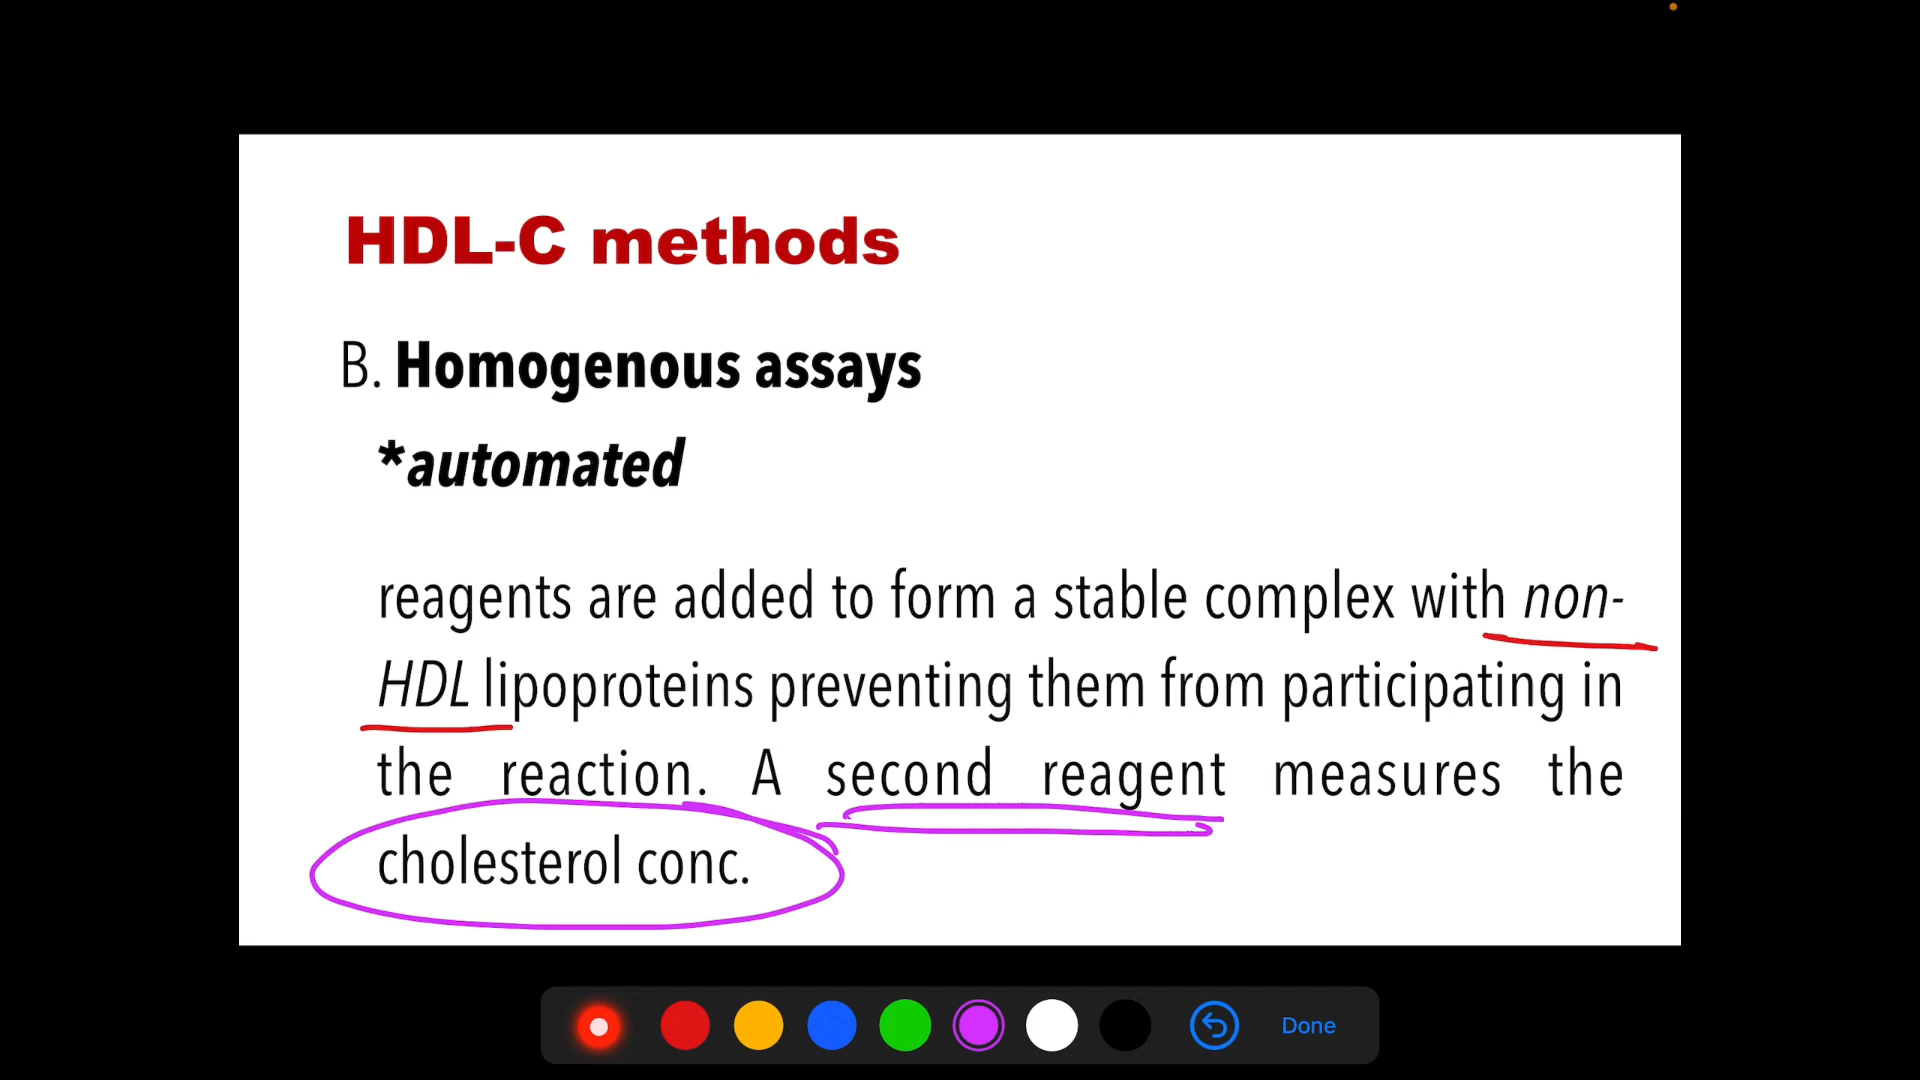 HDL-C methods
B. Homogenous assays
*automated
reagents are added to form a stable complex with non-
HDL lipoproteins preventing them from participating in
the reaction. A second reagent measures the
cholesterol conc.
Done